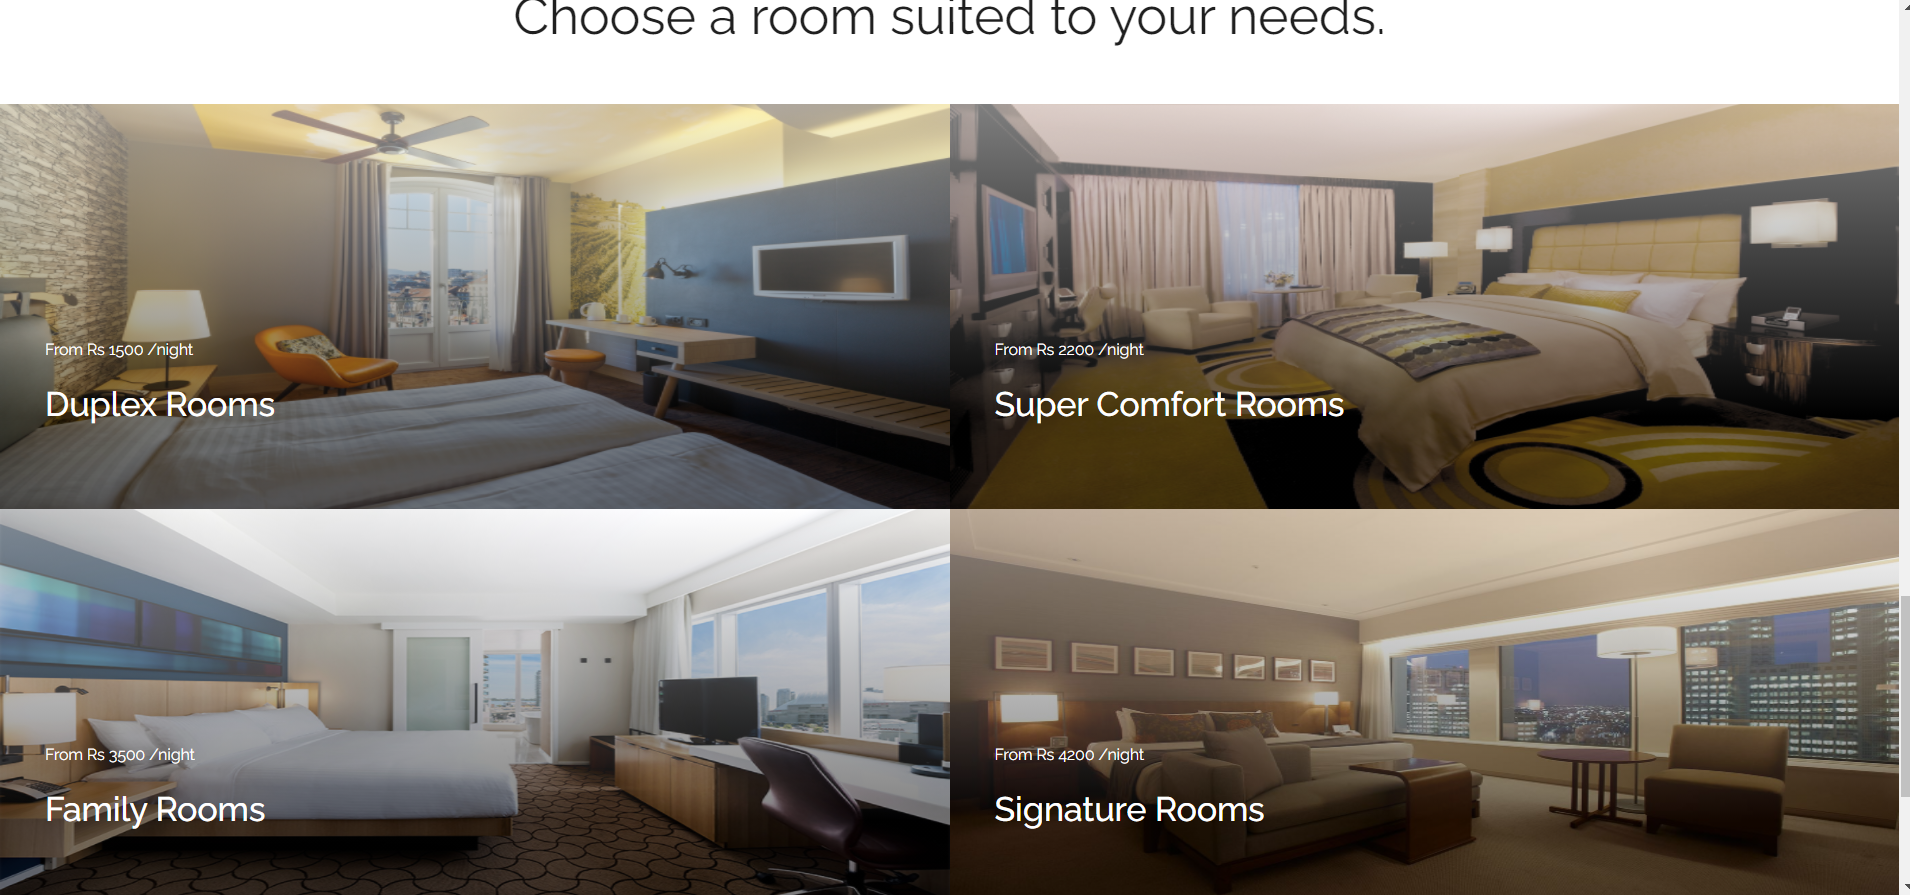 Choose a room suited to your needs.
From Rs 1500 /night
Duplex Rooms
From Rs 2200 /night
Super Comfort Rooms
From Rs 3500 /night
Family Rooms
From Rs 4200 /night
Signature Rooms